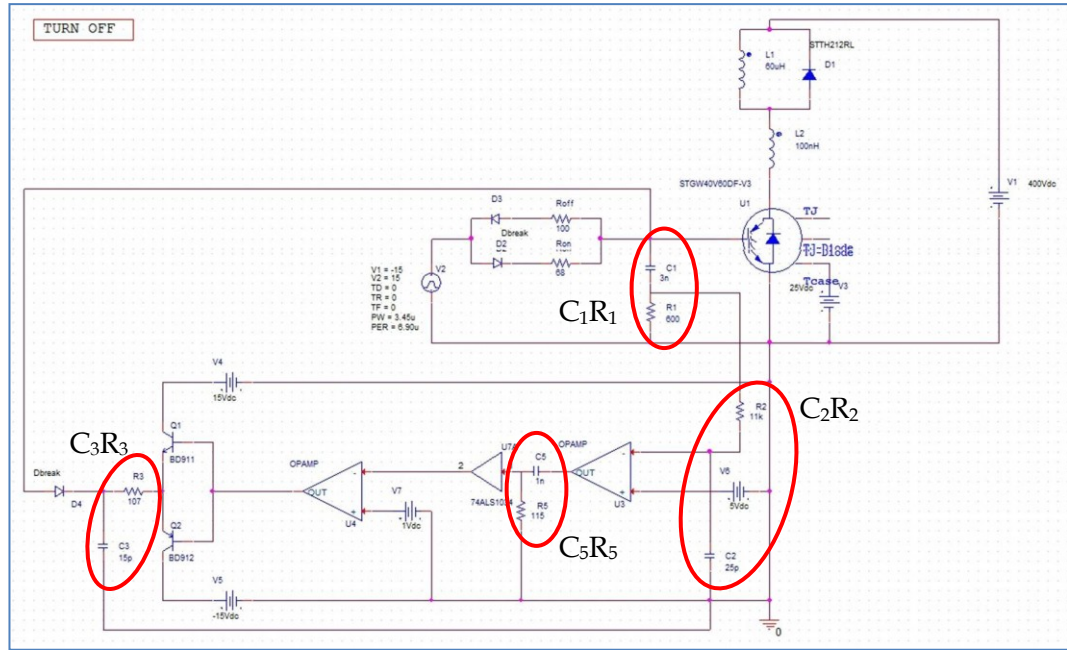 TURN OFF
L1
60uH
STTH212RL
D1
L2
100nH
STGW40V60DF-V3
U1
TJ
TJ-Diode
Tcase
25Vdc
V3
V1
400Vdc
D3
Roff
100
Dbreak
D2
Ron
68
V2
V1 = -15
V2 = 15
TD = 0
TR = 0
TF = 0
PW = 3.45u
PER = 6.90u
C1
3n
R1
600
C₁R₁
V4
15Vdc
R2
11k
C₂R₂
Q1
BD911
C₃R₃
Dbreak
D4
R3
107
C3
15p
Q2
BD912
V5
-15Vdc
OPAMP
OUT
U4
V7
1Vdc
2
U7A
C5
1n
R5
115
C₅R₅
OPAMP
OUT
U3
V6
5Vdc
C2
25p
0